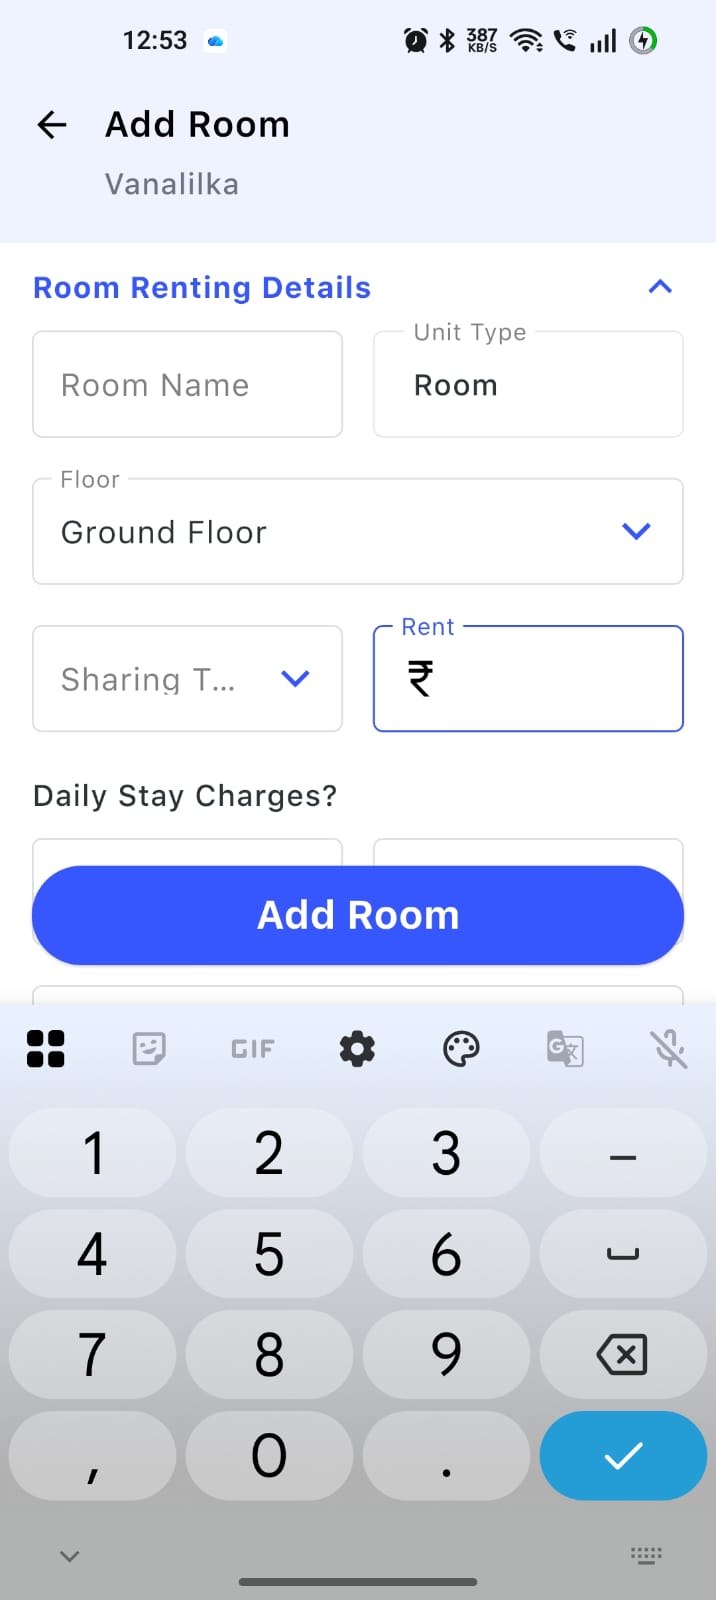 12:53 387 KB/S
Add Room
Vanalilka
Room Renting Details
Room Name
Unit Type
Room
Floor
Ground Floor
Sharing T...
Rent
₹
Daily Stay Charges?
Add Room
GIF
1 2 3 –
4 5 6
7 8 9
, 0 .